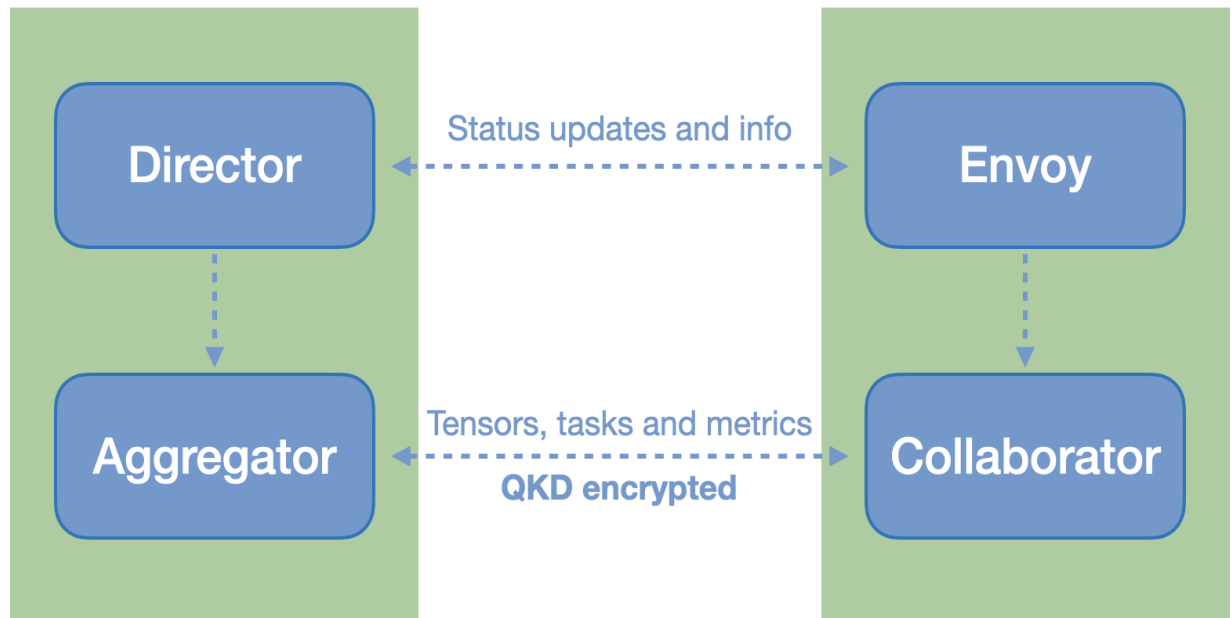 Status updates and info
Director
Envoy
Tensors, tasks and metrics
Aggregator
Collaborator
QKD encrypted